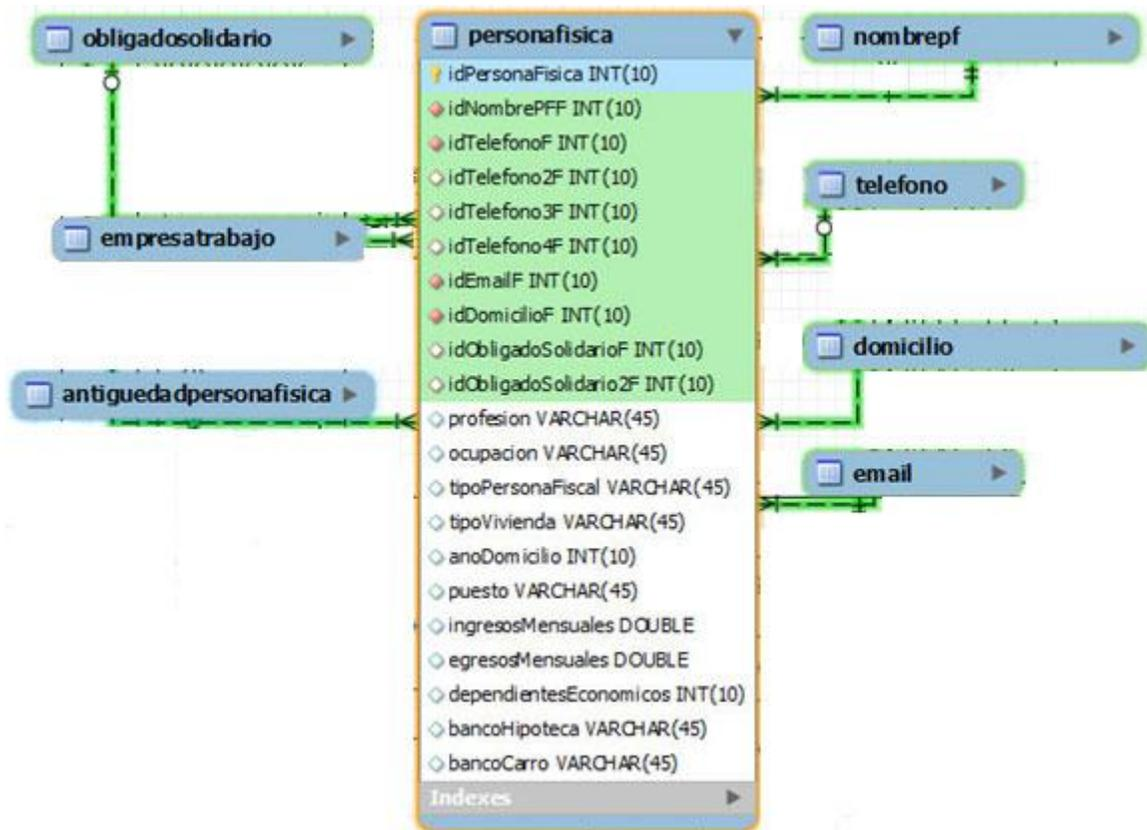 obligadosolidario
empresatrabajo
antiguedadpersonafisica
personafisica
idPersonaFisica INT(10)
idNombrePFF INT(10)
idTelefonoF INT(10)
idTelefono2F INT(10)
idTelefono3F INT(10)
idTelefono4F INT(10)
idEmailF INT(10)
idDomicilioF INT(10)
idObligadoSolidarioF INT(10)
idObligadoSolidario2F INT(10)
profesion VARCHAR(45)
ocupacion VARCHAR(45)
tipoPersonaFiscal VARCHAR(45)
tipoVivienda VARCHAR(45)
anoDomicilio INT(10)
puesto VARCHAR(45)
ingresosMensuales DOUBLE
egresosMensuales DOUBLE
dependientesEconomicos INT(10)
bancoHipoteca VARCHAR(45)
bancoCarro VARCHAR(45)
Indexes
nombrepf
telefono
domicilio
email